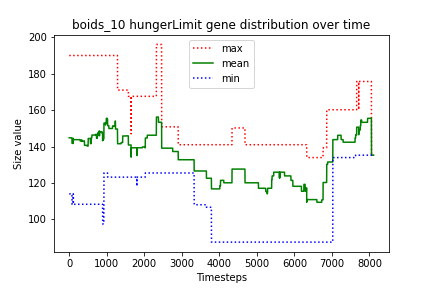 boids_10 hungerLimit gene distribution over time
max
mean
min
Size value
200
180
160
140
120
100
0 1000 2000 3000 4000 5000 6000 7000 8000
Timesteps